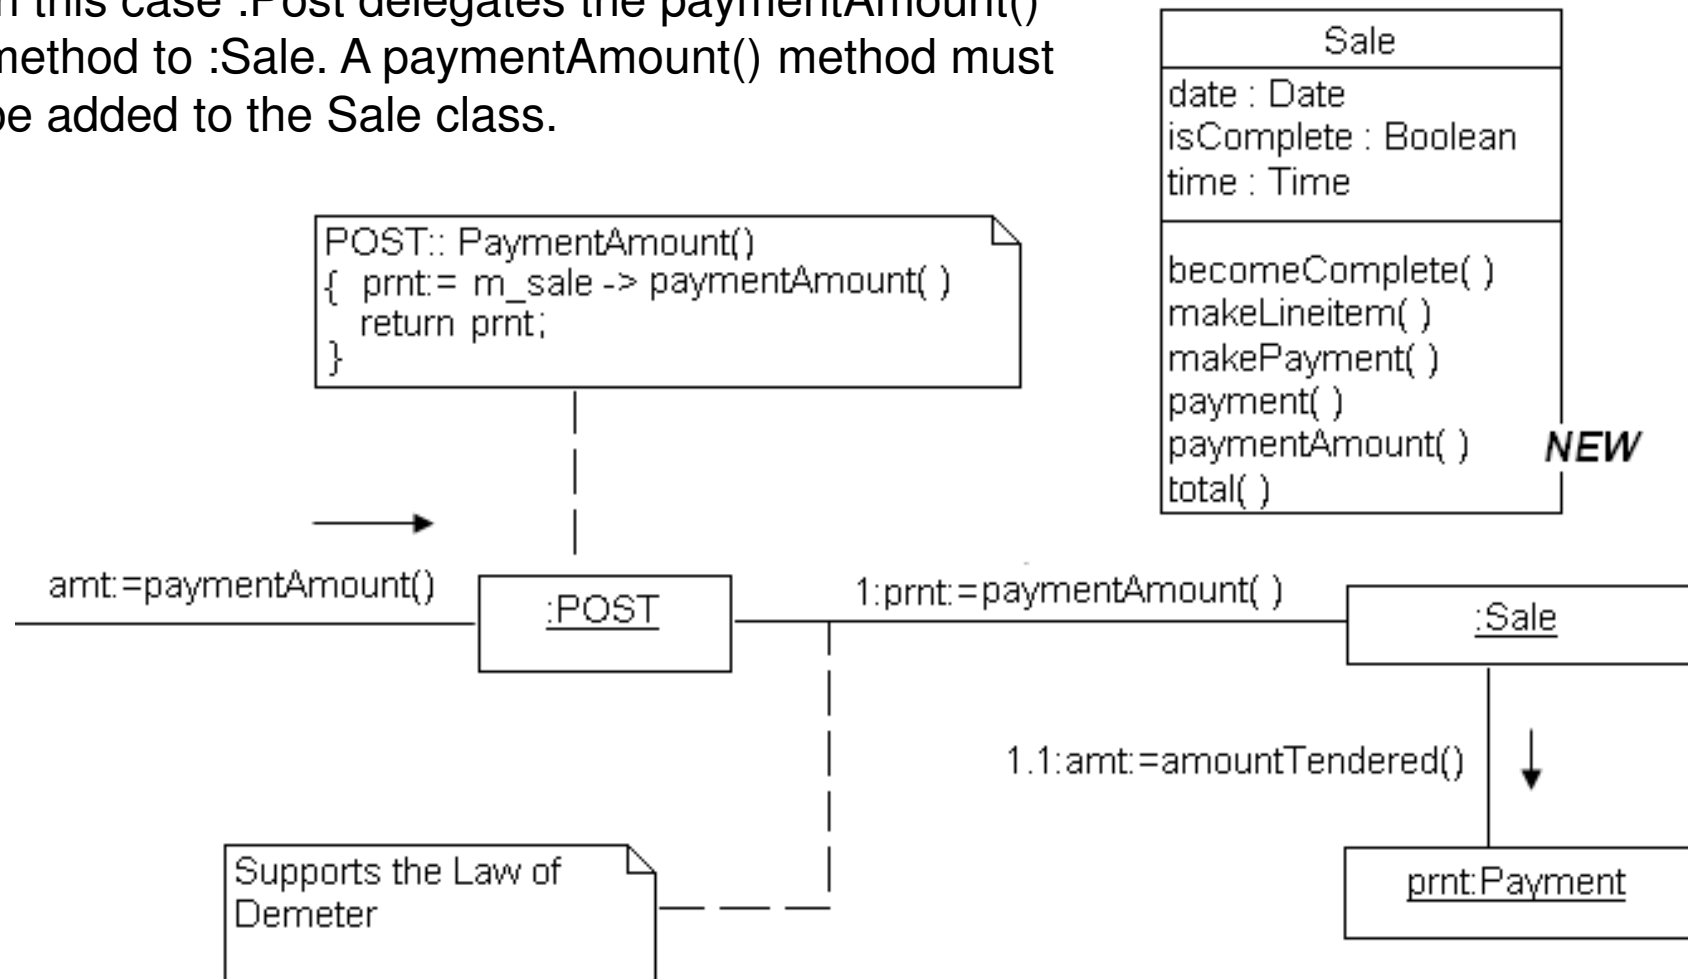 In this case :Post delegates the paymentAmount()
method to :Sale. A paymentAmount() method must
be added to the Sale class.
Sale
date : Date
isComplete : Boolean
time : Time
becomeComplete( )
makeLineitem( )
makePayment( )
payment( )
paymentAmount( ) NEW
total( )
POST:: PaymentAmount()
{ prnt:= m_sale -> paymentAmount( )
return prnt;
}
amt:=paymentAmount()
:POST
1:prnt:=paymentAmount( )
:Sale
1.1:amt:=amountTendered()
prnt:Payment
Supports the Law of
Demeter